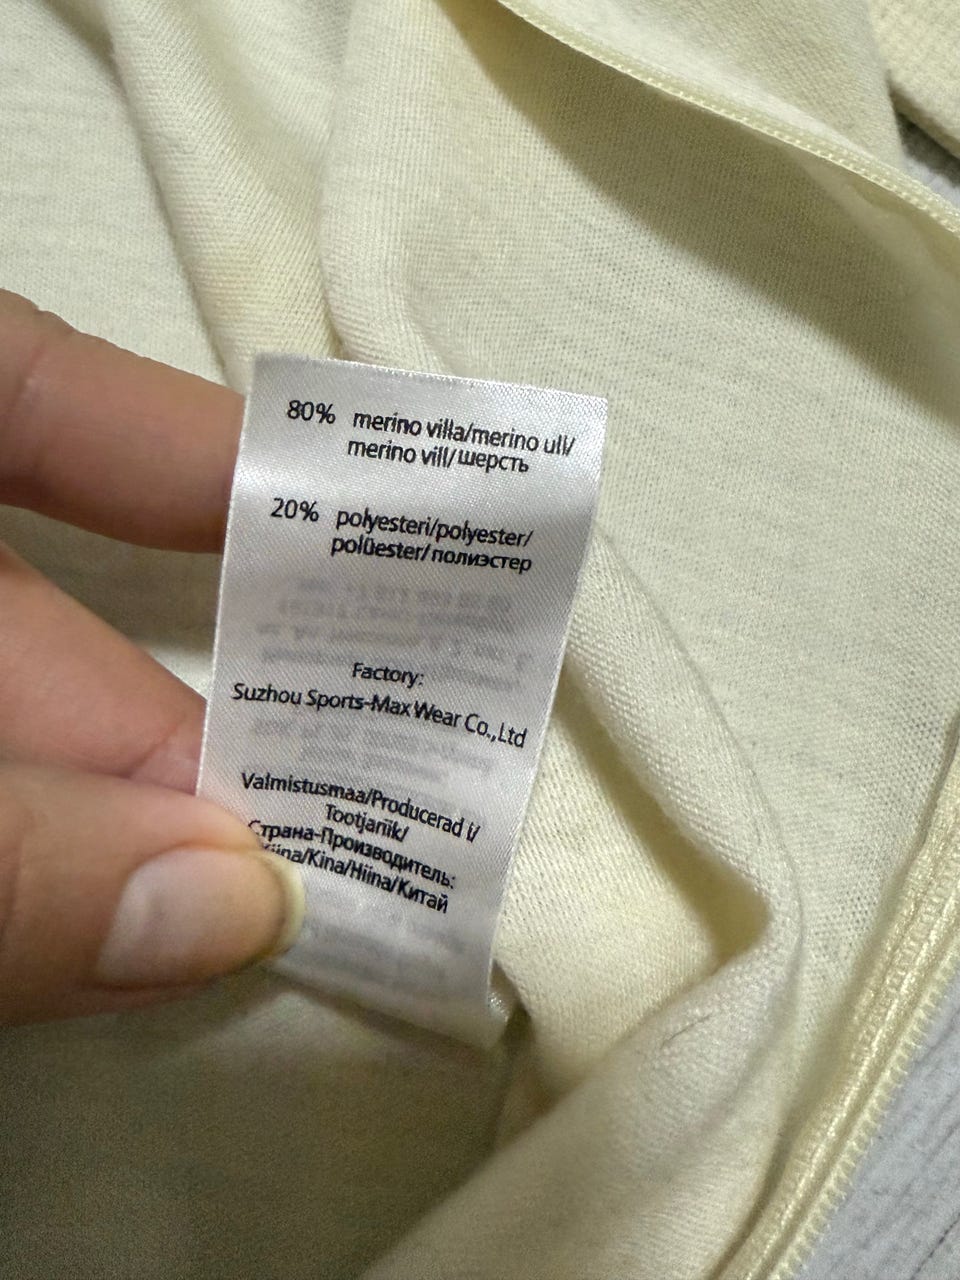 80% merino villa/merino ull/
merino vill/шерсть
20% polyesteri/polyester/
polüester/полиэстер
Factory:
Suzhou Sports-Max Wear Co.,Ltd
Valmistusmaa/Producerad i/
Tootjariik/
Страна-Производитель:
Kiina/Kina/Hiina/Китай